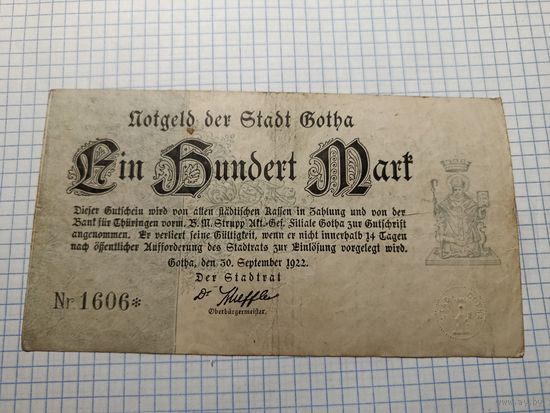 Notgeld der Stadt Gotha
Ein Hundert Mark
Dieser Gutschein wird von allen städtischen Kassen in Zahlung und von der
Bank für Thüringen vorm. B. M. Strupp Akt.-Ges. Filiale Gotha zur Gutschrift
angenommen. Er verliert seine Gültigkeit, wenn er nicht innerhalb 14 Tagen
nach öffentlicher Aufforderung des Stadtrats zur Einlösung vorgelegt wird.
Gotha, den 30. September 1922.
Der Stadtrat
Dr. Scheffler
Oberbürgermeister.
Nr. 1606*